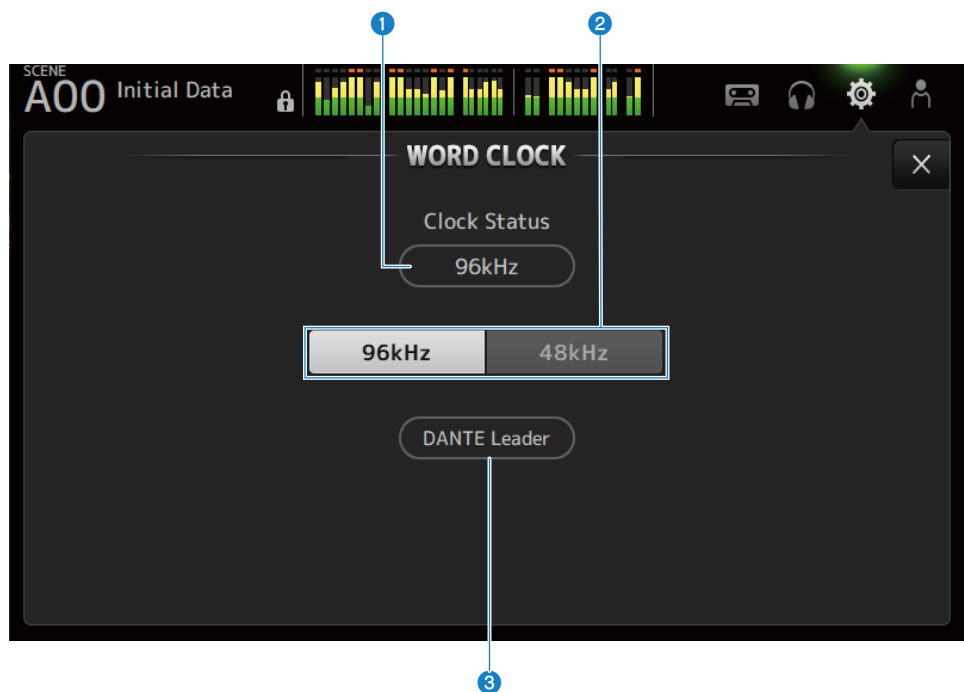 1 2
SCENE
A00 Initial Data
WORD CLOCK
Clock Status
96kHz
96kHz 48kHz
DANTE Leader
3